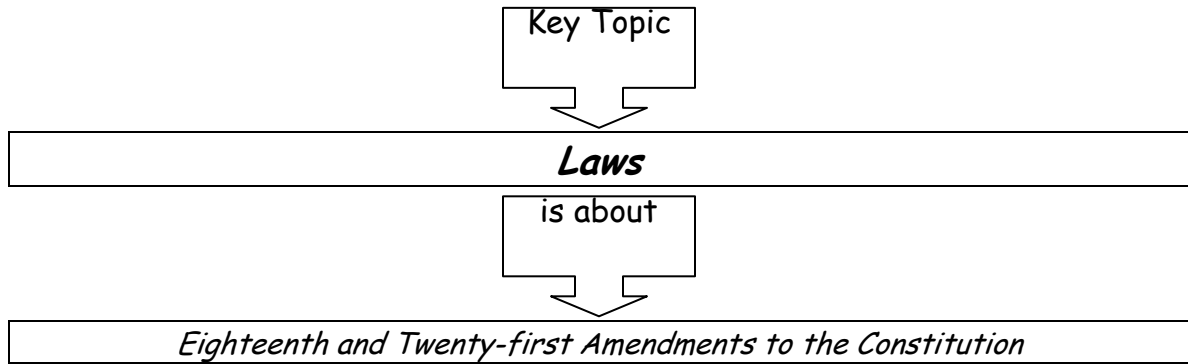 Key Topic
Laws
is about
Eighteenth and Twenty-first Amendments to the Constitution